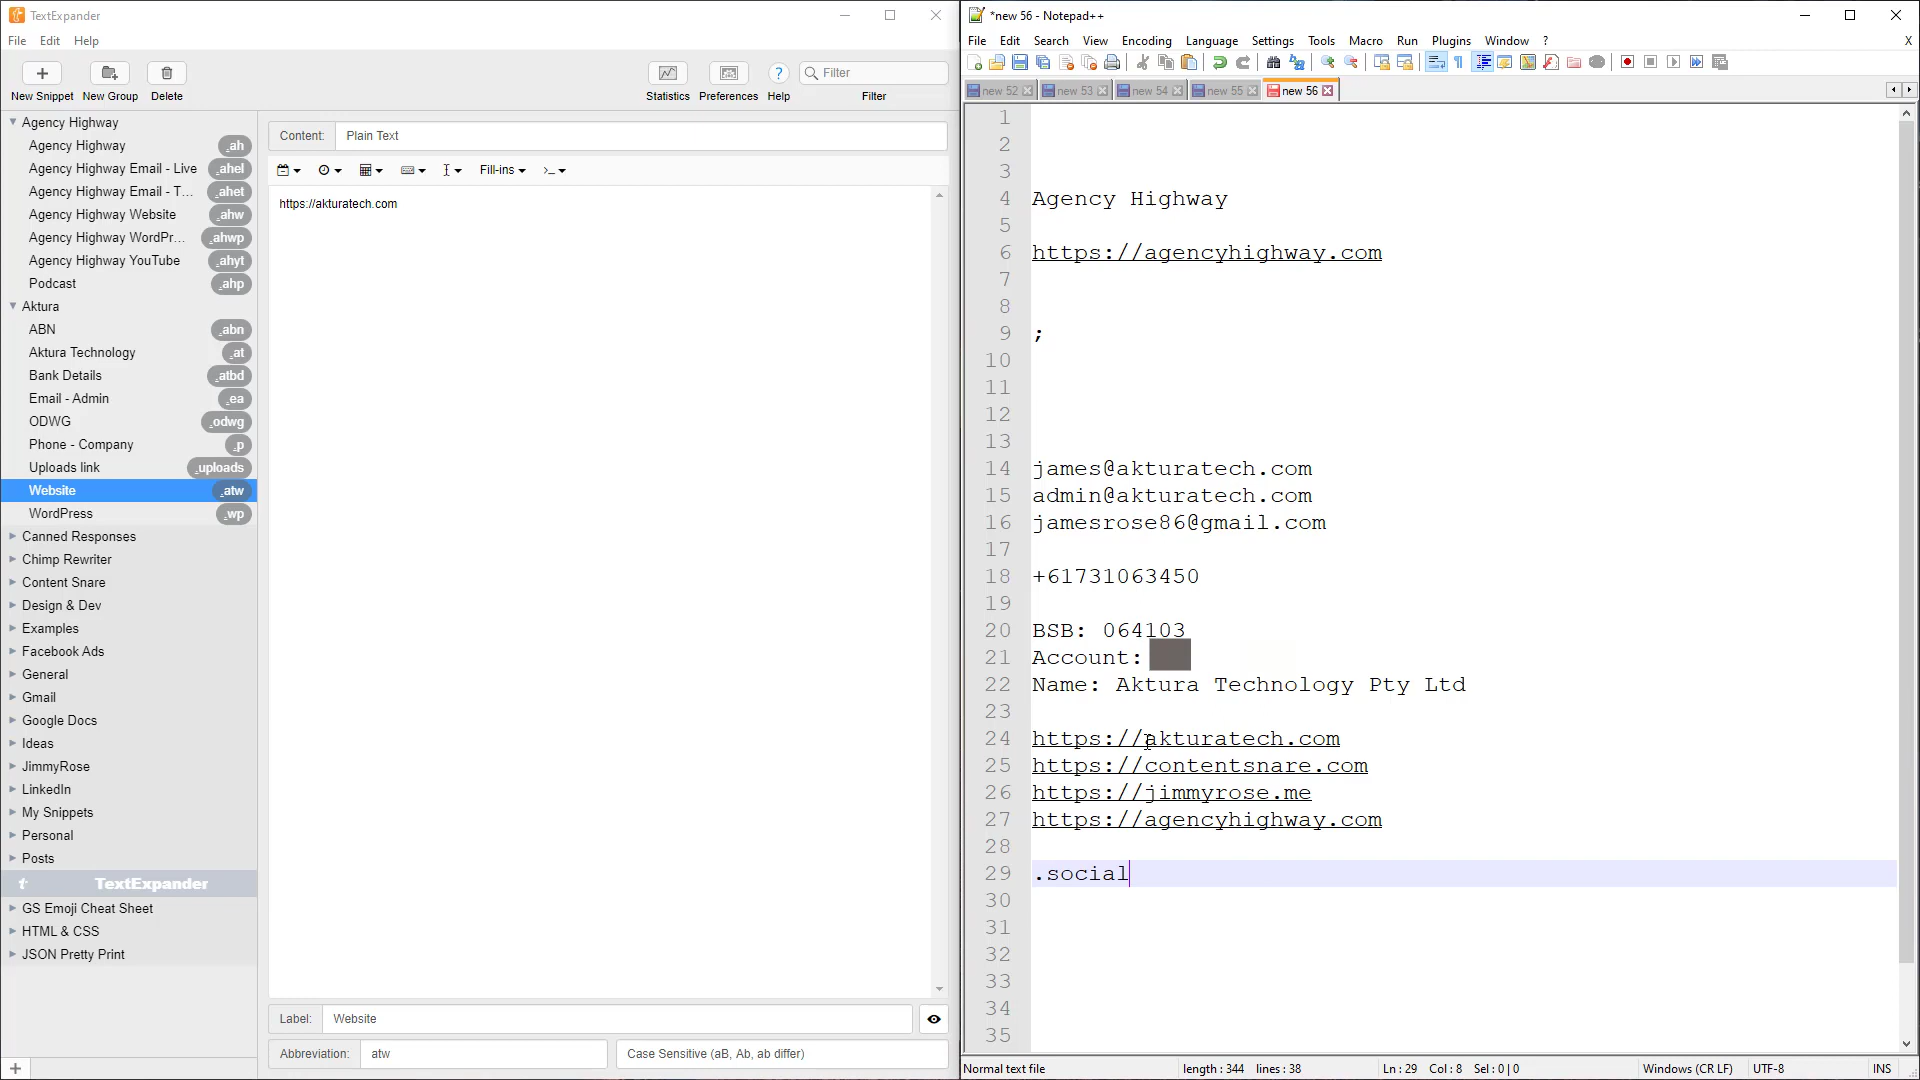 TextExpander
File Edit Help
New Snippet New Group Delete Statistics Preferences Help Filter
Filter
Agency Highway
Agency Highway .ah
Agency Highway Email - Live .ahel
Agency Highway Email - T... .ahet
Agency Highway Website .ahw
Agency Highway WordPr... .ahwp
Agency Highway YouTube .ahyt
Podcast .ahp
Aktura
ABN .abn
Aktura Technology .at
Bank Details .atbd
Email - Admin .ea
ODWG .odwg
Phone - Company .p
Uploads link .uploads
Website .atw
WordPress .wp
Canned Responses
Chimp Rewriter
Content Snare
Design & Dev
Examples
Facebook Ads
General
Gmail
Google Docs
Ideas
JimmyRose
LinkedIn
My Snippets
Personal
Posts
TextExpander
GS Emoji Cheat Sheet
HTML & CSS
JSON Pretty Print
Content: Plain Text
Fill-ins
https://akturatech.com
Label: Website
Abbreviation: atw Case Sensitive (aB, Ab, ab differ)
*new 56 - Notepad++
File Edit Search View Encoding Language Settings Tools Macro Run Plugins Window ? X
new 52 new 53 new 54 new 55 new 56
1
2
3
4 Agency Highway
5
6 https://agencyhighway.com
7
8
9 ;
10
11
12
13
14 james@akturatech.com
15 admin@akturatech.com
16 jamesrose86@gmail.com
17
18 +61731063450
19
20 BSB: 064103
21 Account:
22 Name: Aktura Technology Pty Ltd
23
24 https://akturatech.com
25 https://contentsnare.com
26 https://jimmyrose.me
27 https://agencyhighway.com
28
29 .social
30
31
32
33
34
35
Normal text file length : 344 lines : 38 Ln : 29 Col : 8 Sel : 0 | 0 Windows (CR LF) UTF-8 INS